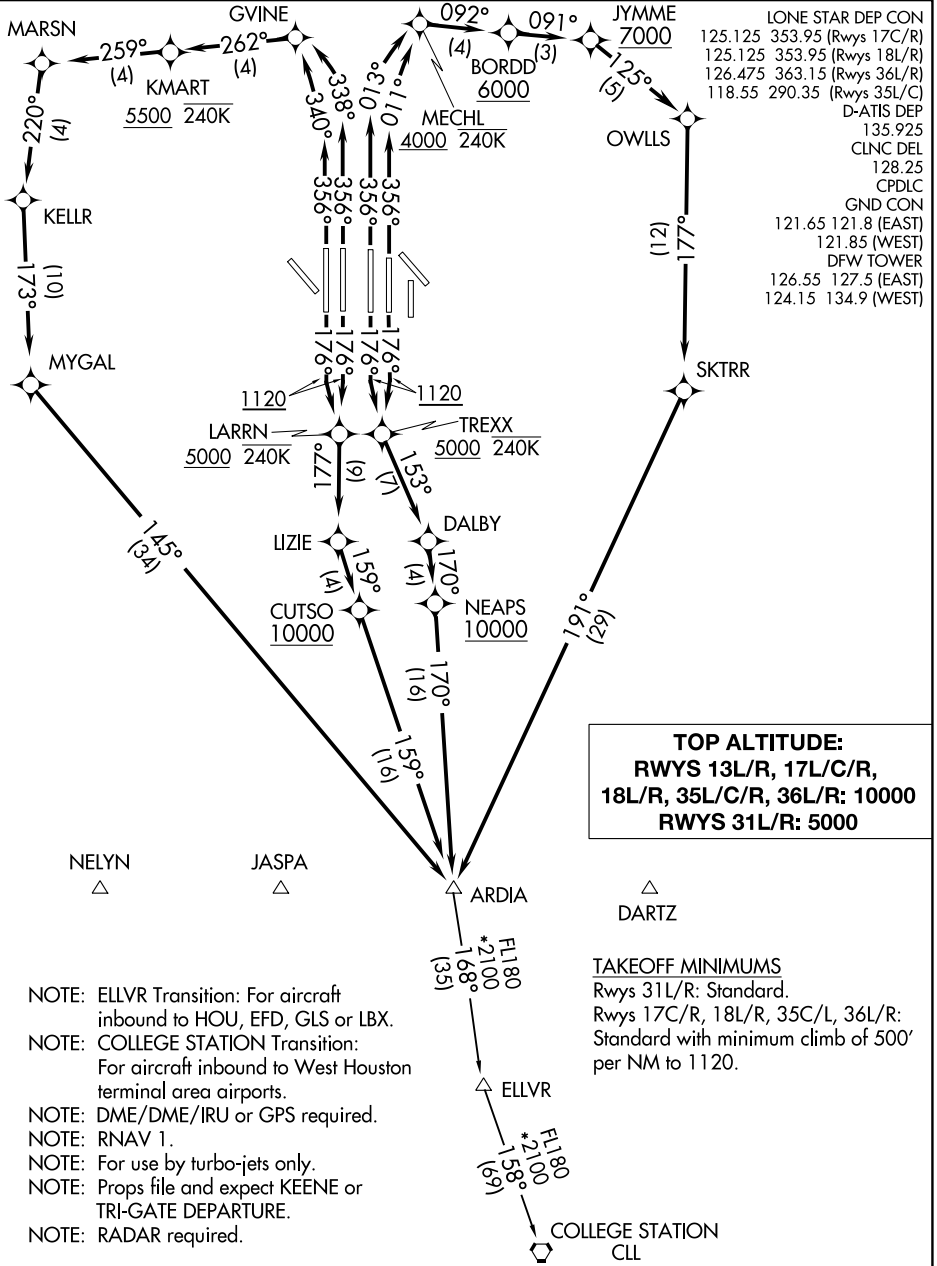 LONE STAR DEP CON
125.125 353.95 (Rwys 17C/R)
125.125 353.95 (Rwys 18L/R)
126.475 363.15 (Rwys 36L/R)
118.55 290.35 (Rwys 35L/C)
D-ATIS DEP
135.925
CLNC DEL
128.25
CPDLC
GND CON
121.65 121.8 (EAST)
121.85 (WEST)
DFW TOWER
126.55 127.5 (EAST)
124.15 134.9 (WEST)
MARSN
259°
(4)
KMART
5500 240K
262°
(4)
GVINE
338°
340°
013°
011°
MECHL
4000 240K
092°
(4)
BORDD
6000
091°
(3)
JYMME
7000
125°
(5)
OWLLS
220°
(4)
KELLR
173°
(10)
MYGAL
356°
356°
356°
356°
176°
176°
176°
176°
177°
(12)
SKTRR
1120
1120
LARRN
5000 240K
TREXX
5000 240K
177°
(9)
153°
(7)
LIZIE
DALBY
159°
(4)
170°
(4)
CUTSO
10000
NEAPS
10000
145°
(34)
159°
(16)
170°
(16)
191°
(29)
TOP ALTITUDE:
RWYS 13L/R, 17L/C/R,
18L/R, 35L/C/R, 36L/R: 10000
RWYS 31L/R: 5000
NELYN
JASPA
ARDIA
DARTZ
FL180
*2100
168°
(35)
ELLVR
FL180
*2100
158°
(69)
COLLEGE STATION
CLL
TAKEOFF MINIMUMS
Rwys 31L/R: Standard.
Rwys 17C/R, 18L/R, 35C/L, 36L/R:
Standard with minimum climb of 500'
per NM to 1120.
NOTE: ELLVR Transition: For aircraft
inbound to HOU, EFD, GLS or LBX.
NOTE: COLLEGE STATION Transition:
For aircraft inbound to West Houston
terminal area airports.
NOTE: DME/DME/IRU or GPS required.
NOTE: RNAV 1.
NOTE: For use by turbo-jets only.
NOTE: Props file and expect KEENE or
TRI-GATE DEPARTURE.
NOTE: RADAR required.